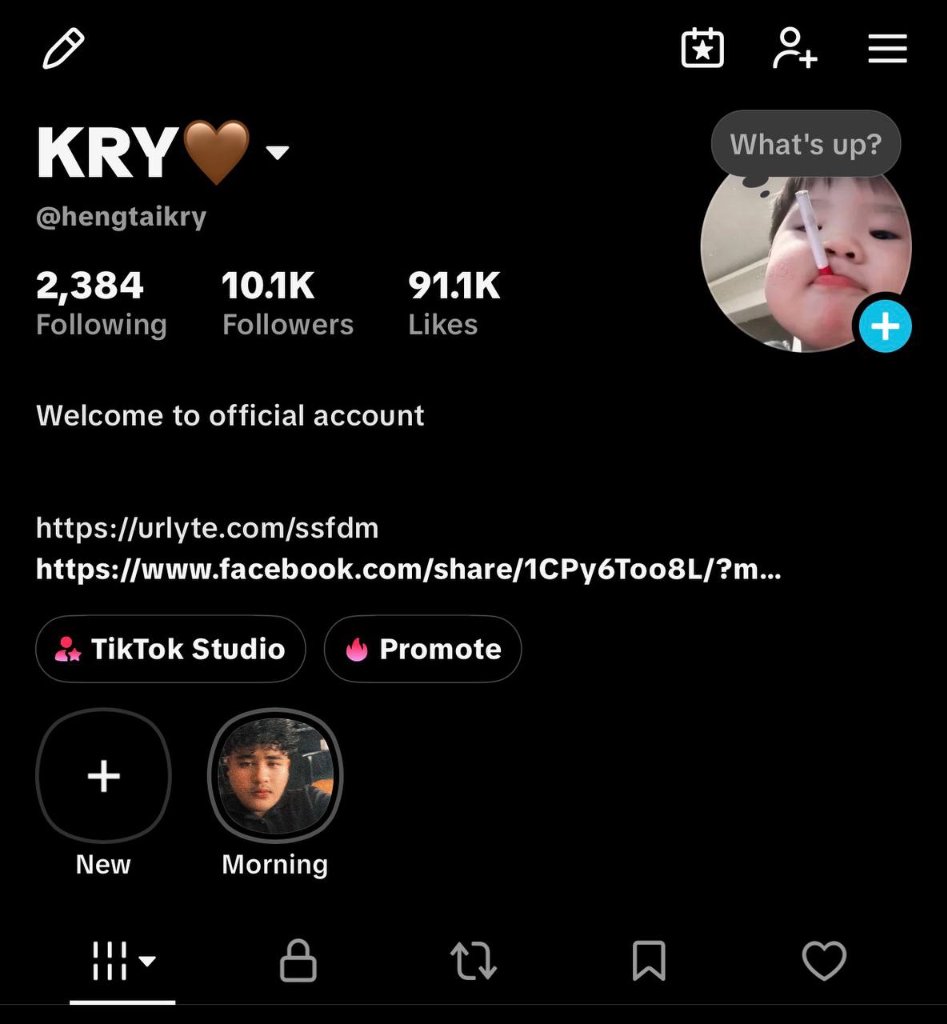 What's up?
KRY🤎
@hengtaikry
2,384 10.1K 91.1K
Following Followers Likes
Welcome to official account
https://urlyte.com/ssfdm
https://www.facebook.com/share/1CPy6Too8L/?m...
TikTok Studio Promote
New Morning